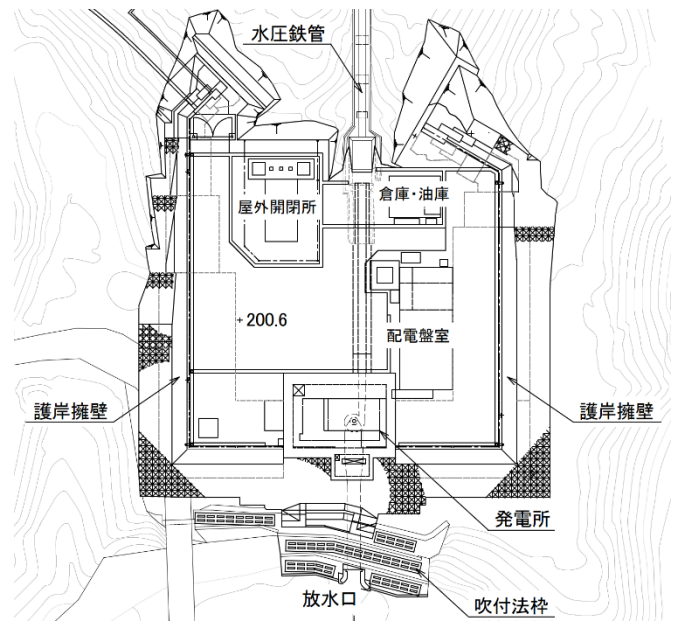 水圧鉄管
倉庫・油庫
屋外開閉所
+200.6
配電盤室
護岸擁壁
護岸擁壁
発電所
放水口
吹付法枠